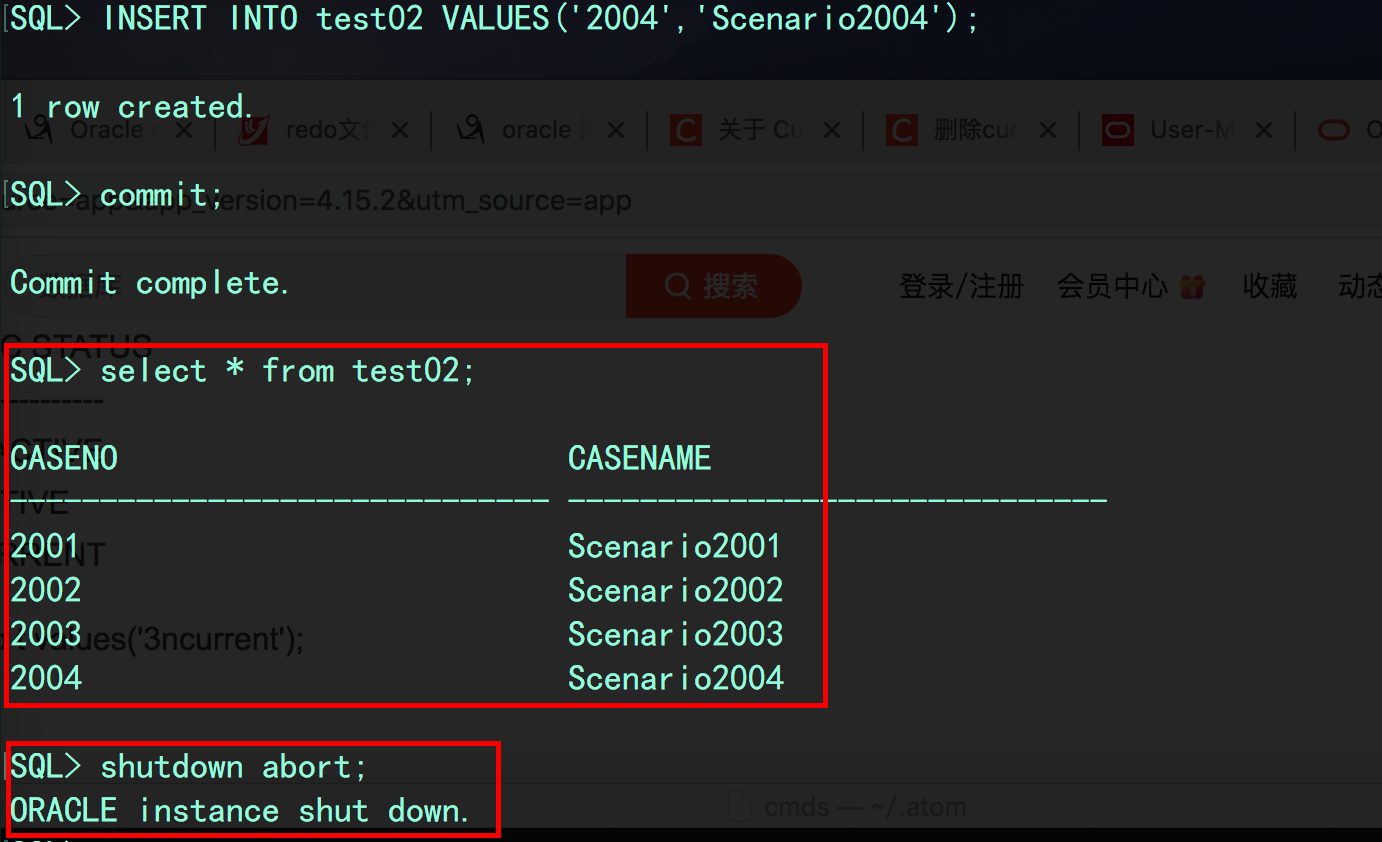 SQL> INSERT INTO test02 VALUES('2004','Scenario2004');
1 row created.
Oracle
redo文
oracle
关于 Cu
删除cur
User-M
_version=4.15.2&utm_source=app
SQL> commit;
Commit complete.
搜索
登录/注册 会员中心 收藏 动态
STATUS
SQL> select * from test02;
----------
CASENO CASENAME
------------------------------ ------------------------------
2001 Scenario2001
2002 Scenario2002
2003 Scenario2003
values('3ncurrent');
2004 Scenario2004
SQL> shutdown abort;
ORACLE instance shut down.
cmds — ~/.atom